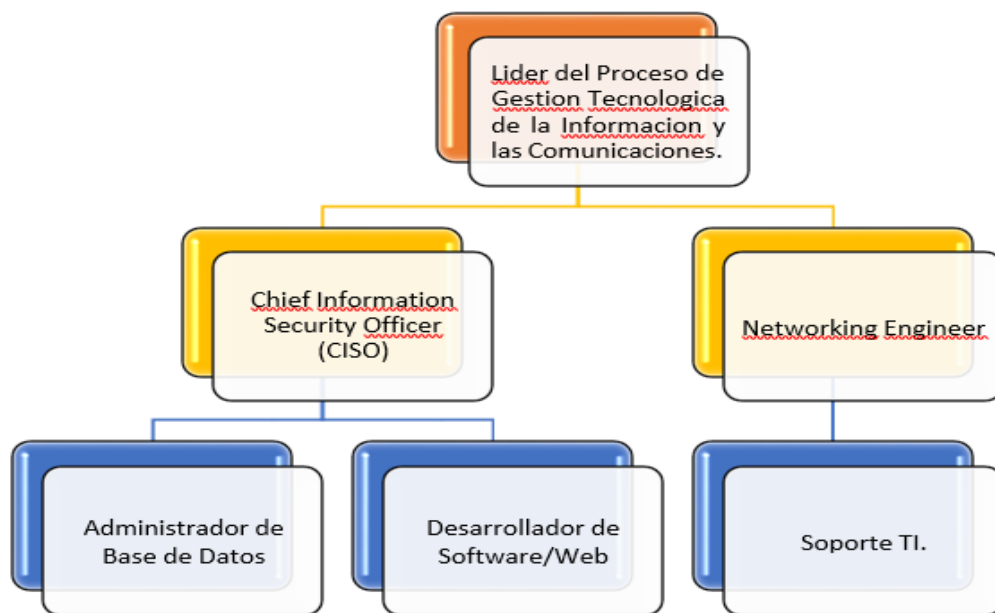 Lider del Proceso de
Gestion Tecnologica
de la Informacion y
las Comunicaciones.
Chief Information
Security Officer
(CISO)
Networking Engineer
Administrador de
Base de Datos
Desarrollador de
Software/Web
Soporte TI.